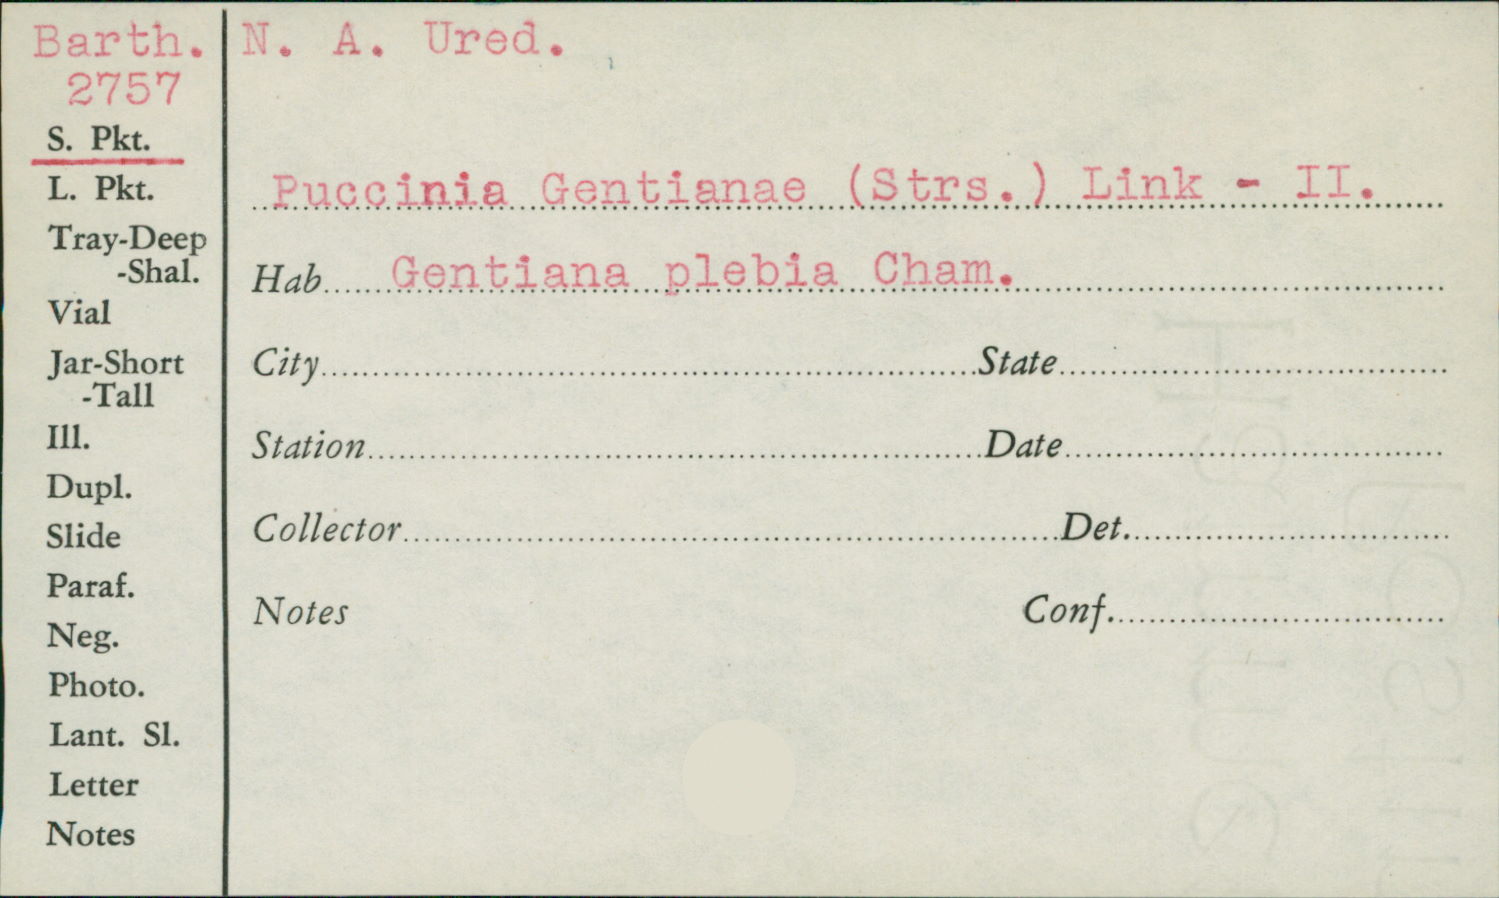 Barth. N. A. Ured.
2757
S. Pkt.
L. Pkt.
Puccinia Gentianae (Strs.) Link - II.
Tray-Deep
-Shal.
Hab. Gentiana plebia Cham.
Vial
Jar-Short
-Tall
City State
Ill.
Station Date
Dupl.
Slide
Collector Det.
Paraf.
Notes Conf.
Neg.
Photo.
Lant. Sl.
Letter
Notes